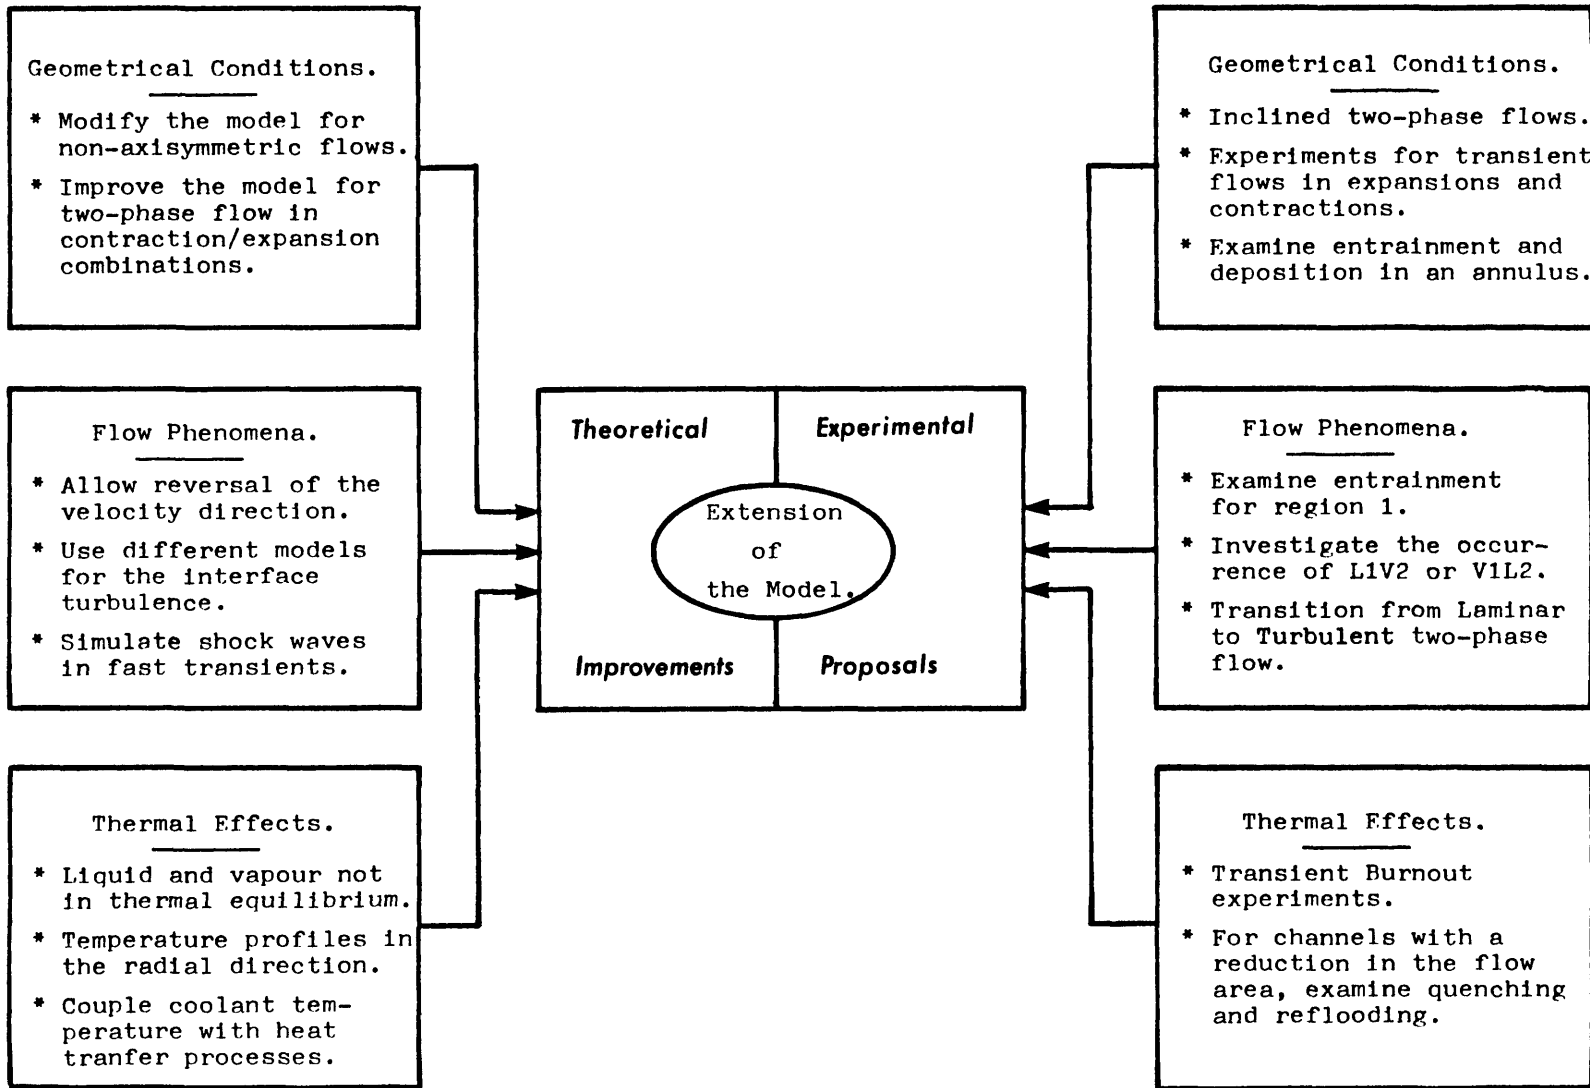 Geometrical Conditions.
* Modify the model for
non-axisymmetric flows.
* Improve the model for
two-phase flow in
contraction/expansion
combinations.
Flow Phenomena.
* Allow reversal of the
velocity direction.
* Use different models
for the interface
turbulence.
* Simulate shock waves
in fast transients.
Thermal Effects.
* Liquid and vapour not
in thermal equilibrium.
* Temperature profiles in
the radial direction.
* Couple coolant tem-
perature with heat
tranfer processes.
Theoretical
Experimental
Extension
of
the Model.
Improvements
Proposals
Geometrical Conditions.
* Inclined two-phase flows.
* Experiments for transient
flows in expansions and
contractions.
* Examine entrainment and
deposition in an annulus.
Flow Phenomena.
* Examine entrainment
for region 1.
* Investigate the occur-
rence of L1V2 or V1L2.
* Transition from Laminar
to Turbulent two-phase
flow.
Thermal Effects.
* Transient Burnout
experiments.
* For channels with a
reduction in the flow
area, examine quenching
and reflooding.